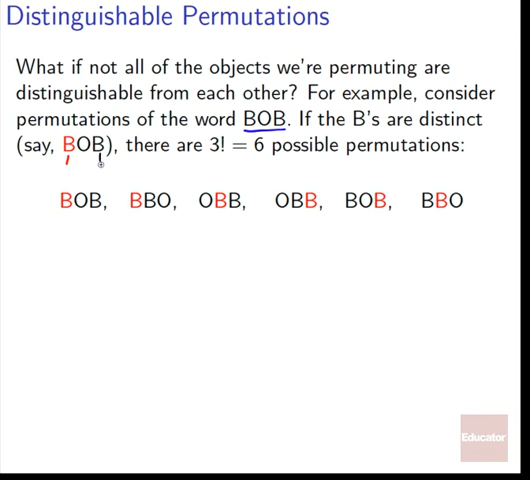 Distinguishable Permutations
What if not all of the objects we're permuting are
distinguishable from each other? For example, consider
permutations of the word BOB. If the B's are distinct
(say, BOB), there are 3! = 6 possible permutations:
BOB, BBO, OBB, OBB, BOB, BBO
Educator